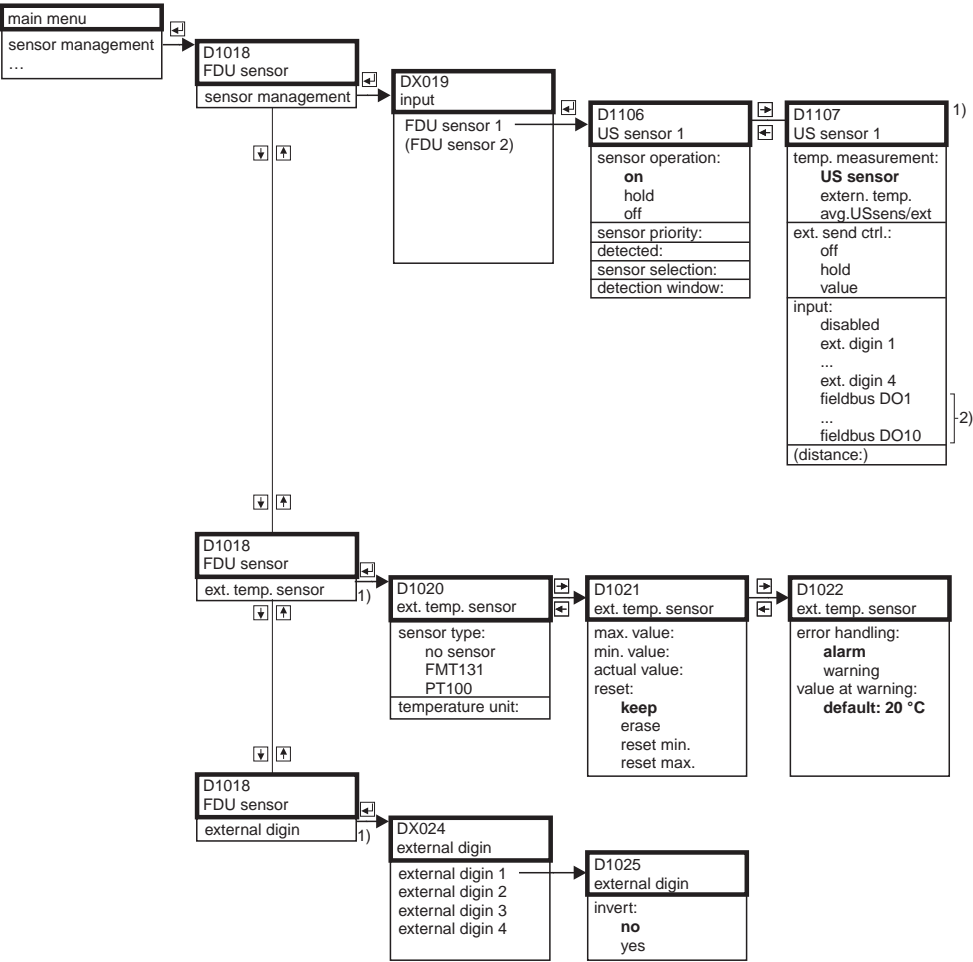 main menu
sensor management
…
D1018
FDU sensor
sensor management
DX019
input
FDU sensor 1
(FDU sensor 2)
D1106
US sensor 1
sensor operation:
on
hold
off
sensor priority:
detected:
sensor selection:
detection window:
D1107
US sensor 1
1)
temp. measurement:
US sensor
extern. temp.
avg.USsens/ext
ext. send ctrl.:
off
hold
value
input:
disabled
ext. digin 1
...
ext. digin 4
fieldbus DO1
...
fieldbus DO10
2)
(distance:)
D1018
FDU sensor
ext. temp. sensor
1)
D1020
ext. temp. sensor
sensor type:
no sensor
FMT131
PT100
temperature unit:
D1021
ext. temp. sensor
max. value:
min. value:
actual value:
reset:
keep
erase
reset min.
reset max.
D1022
ext. temp. sensor
error handling:
alarm
warning
value at warning:
default: 20 °C
D1018
FDU sensor
external digin
1)
DX024
external digin
external digin 1
external digin 2
external digin 3
external digin 4
D1025
external digin
invert:
no
yes